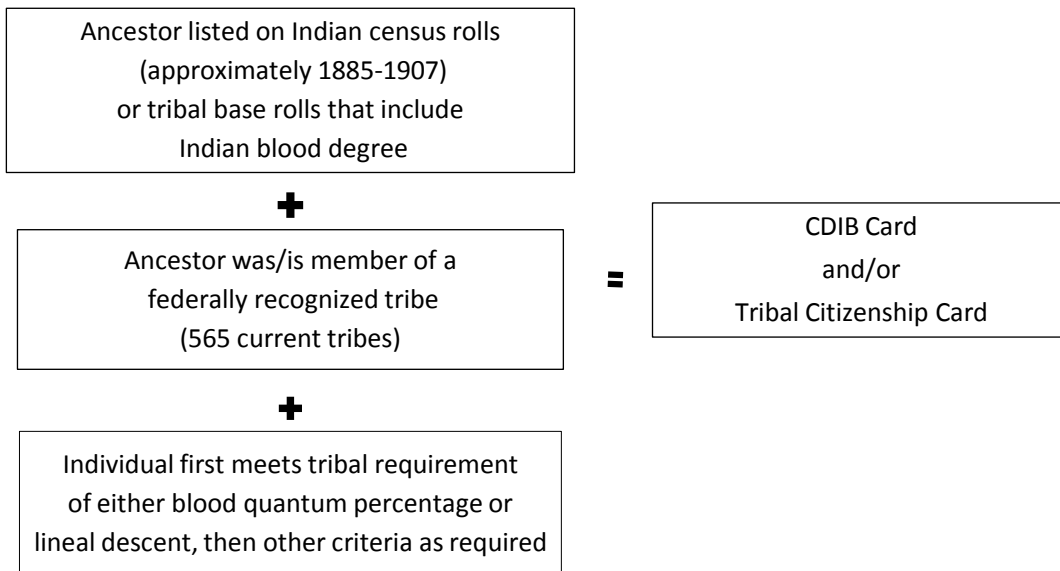 Ancestor listed on Indian census rolls
(approximately 1885-1907)
or tribal base rolls that include
Indian blood degree
+
Ancestor was/is member of a
federally recognized tribe
(565 current tribes)
+
Individual first meets tribal requirement
of either blood quantum percentage or
lineal descent, then other criteria as required
=
CDIB Card
and/or
Tribal Citizenship Card